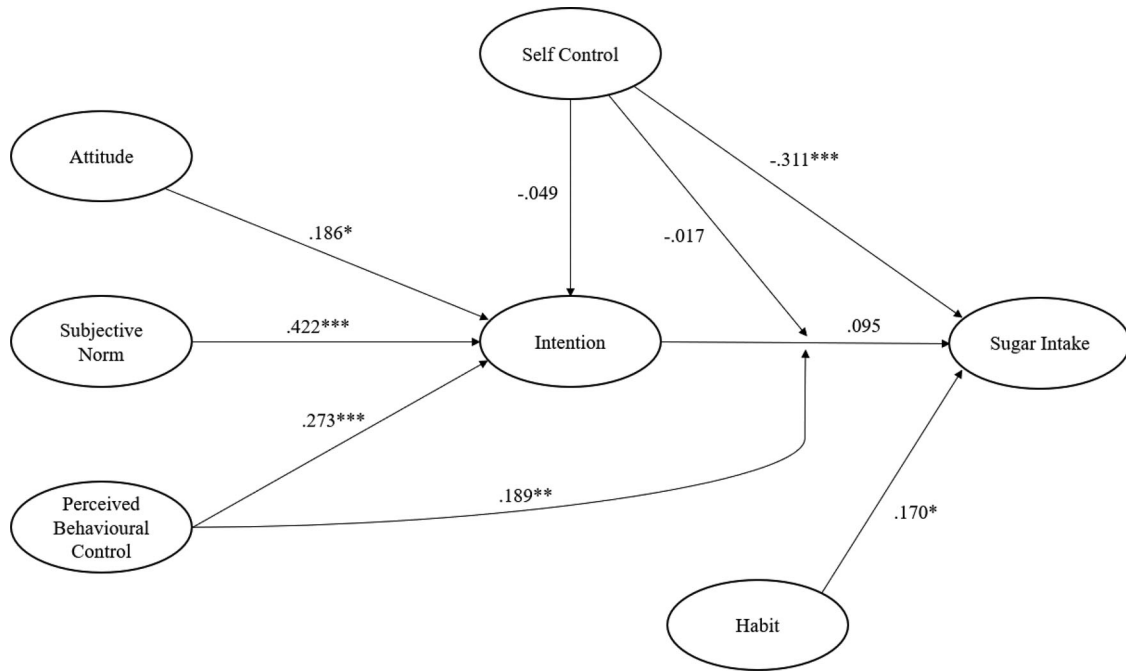 Self Control
Attitude
-.311***
-.049
.186*
-.017
Subjective
Norm
.422***
Intention
.095
Sugar Intake
.273***
Perceived
Behavioural
Control
.189**
.170*
Habit